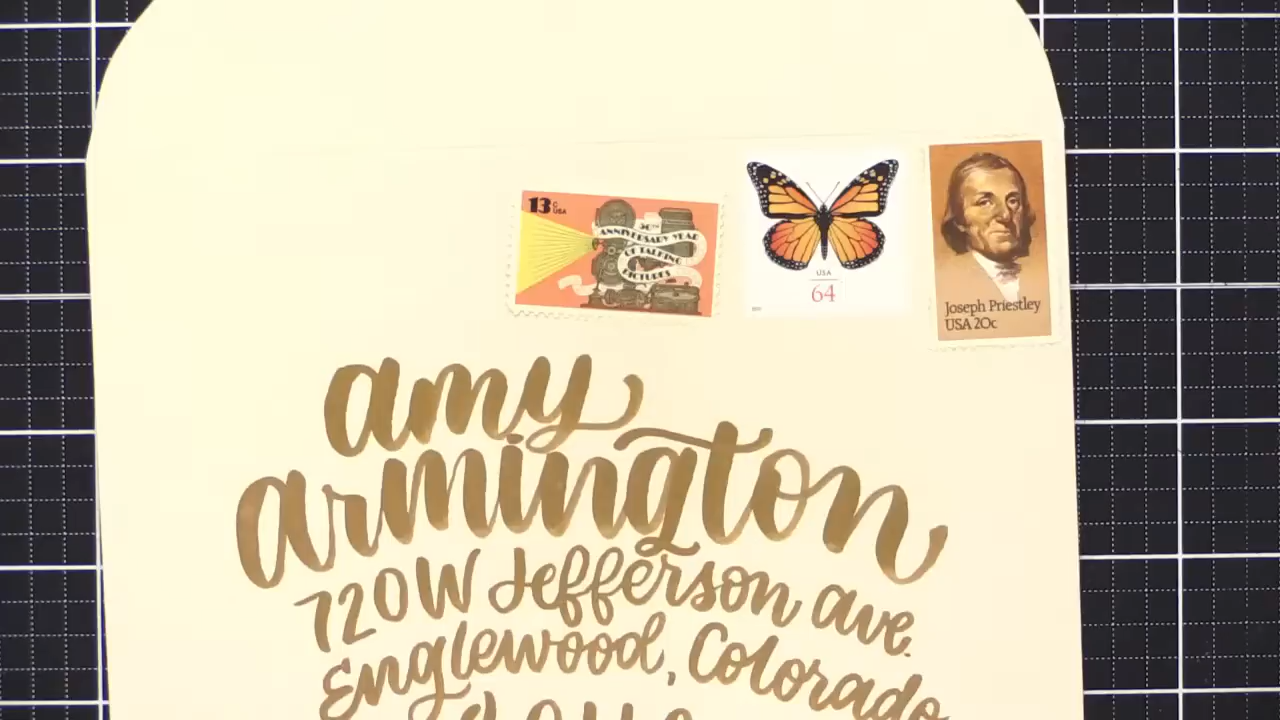 13c USA
50TH
ANNIVERSARY YEAR
OF TALKING
PICTURES
USA
64
Joseph Priestley
USA 20c
amy
armington
720 W Jefferson ave.
Englewood, Colorado